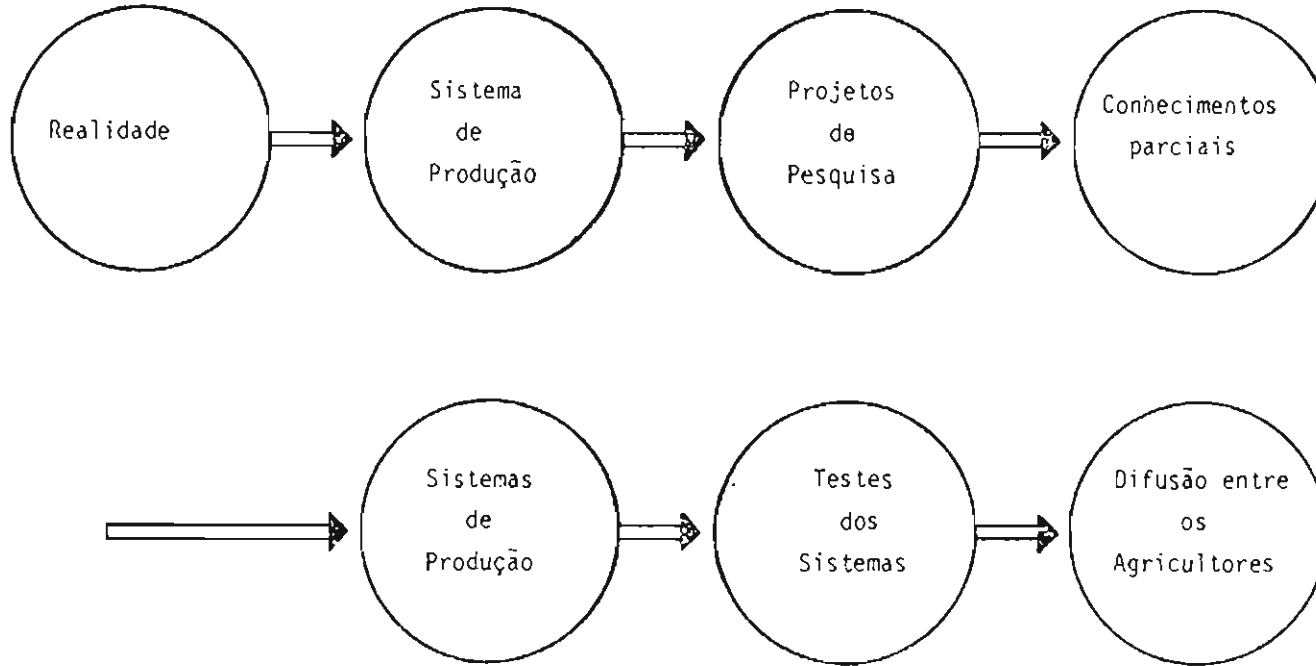 Realidade
Sistema
de
Produção
Projetos
de
Pesquisa
Conhecimentos
parciais
Sistemas
de
Produção
Testes
dos
Sistemas
Difusão entre
os
Agricultores